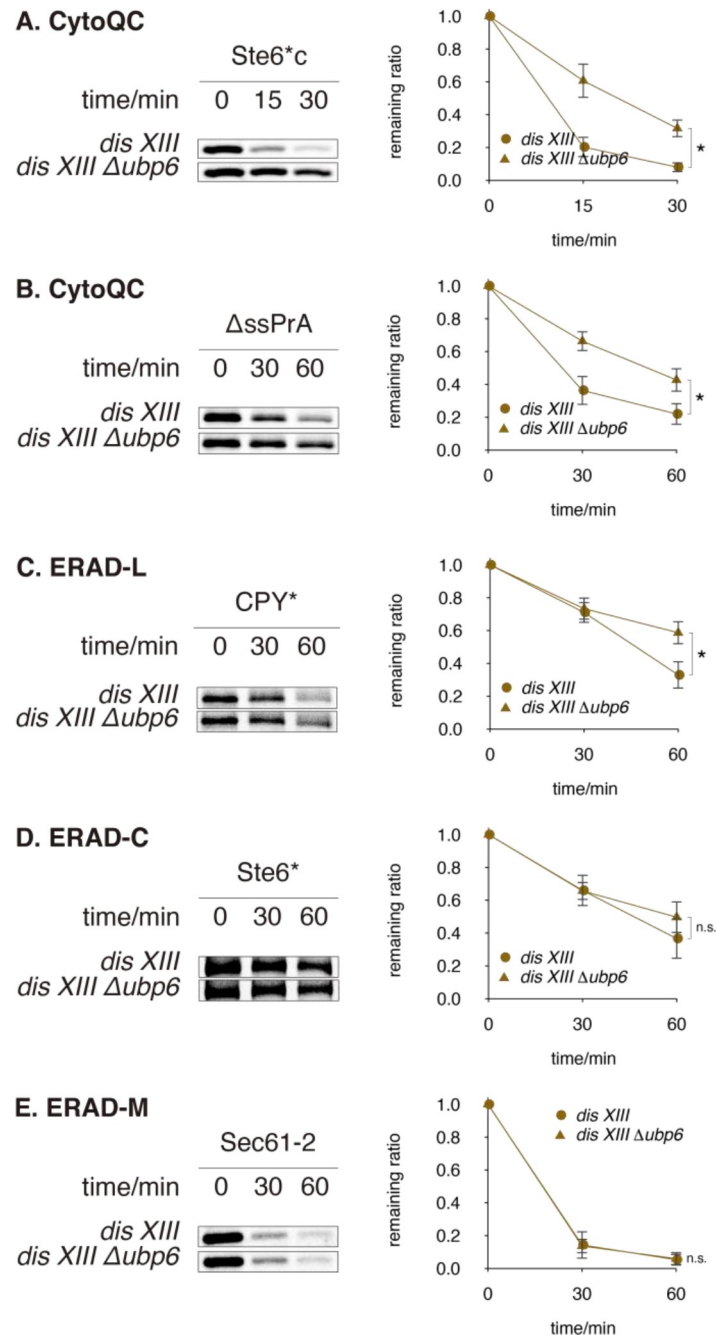 A. CytoQC
Ste6*c
time/min 0 15 30
dis XIII
dis XIII Δubp6
remaining ratio
1.0
0.8
0.6
0.4
0.2
0.0
dis XIII
dis XIII Δubp6
*
0 15 30
time/min
B. CytoQC
ΔssPrA
time/min 0 30 60
dis XIII
dis XIII Δubp6
remaining ratio
1.0
0.8
0.6
0.4
0.2
0.0
dis XIII
dis XIII Δubp6
*
0 30 60
time/min
C. ERAD-L
CPY*
time/min 0 30 60
dis XIII
dis XIII Δubp6
remaining ratio
1.0
0.8
0.6
0.4
0.2
0.0
dis XIII
dis XIII Δubp6
*
0 30 60
time/min
D. ERAD-C
Ste6*
time/min 0 30 60
dis XIII
dis XIII Δubp6
remaining ratio
1.0
0.8
0.6
0.4
0.2
0.0
dis XIII
dis XIII Δubp6
n.s.
0 30 60
time/min
E. ERAD-M
Sec61-2
time/min 0 30 60
dis XIII
dis XIII Δubp6
remaining ratio
1.0
0.8
0.6
0.4
0.2
0.0
dis XIII
dis XIII Δubp6
n.s.
0 30 60
time/min